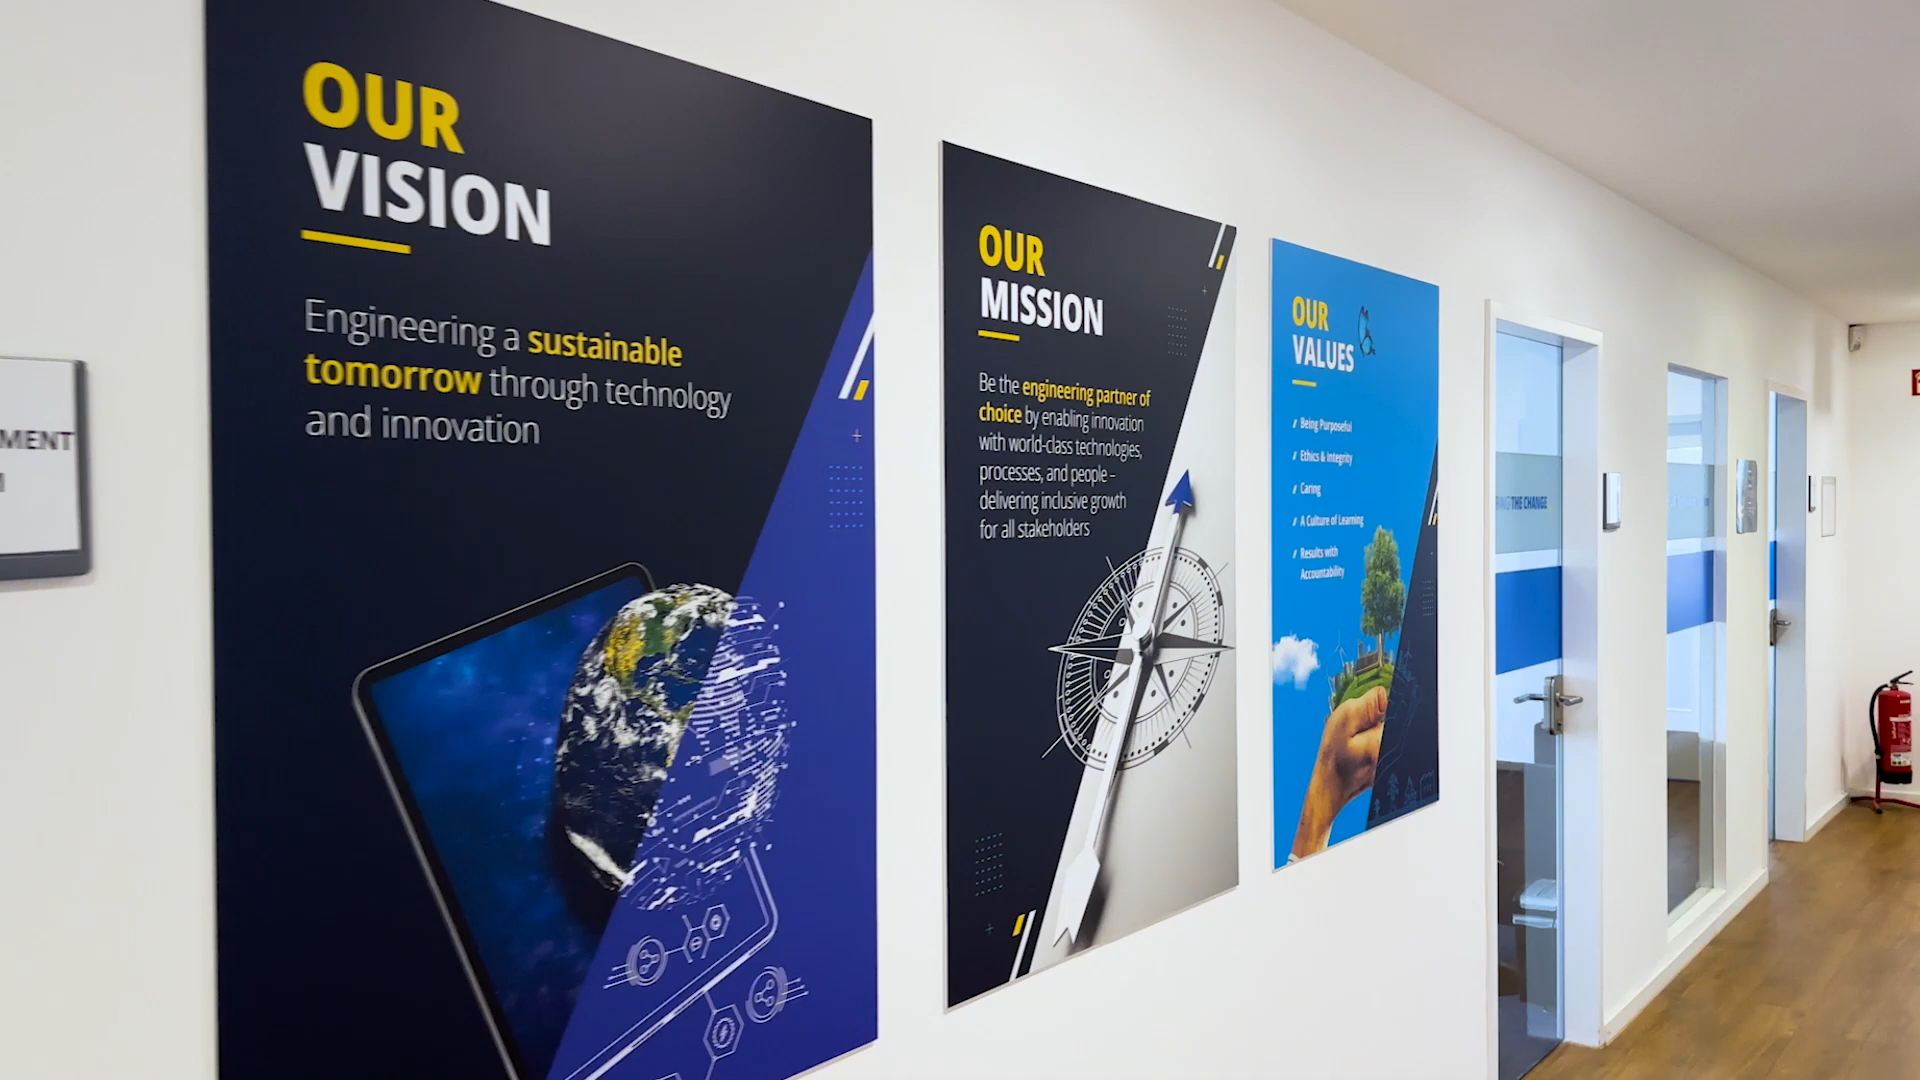 MENT
OUR
VISION
Engineering a sustainable
tomorrow through technology
and innovation
OUR
MISSION
Be the engineering partner of
choice by enabling innovation
with world-class technologies,
processes, and people –
delivering inclusive growth
for all stakeholders
OUR
VALUES
Being Purposeful
Ethics & Integrity
Caring
A Culture of Learning
Results with
Accountability
THE CHANGE